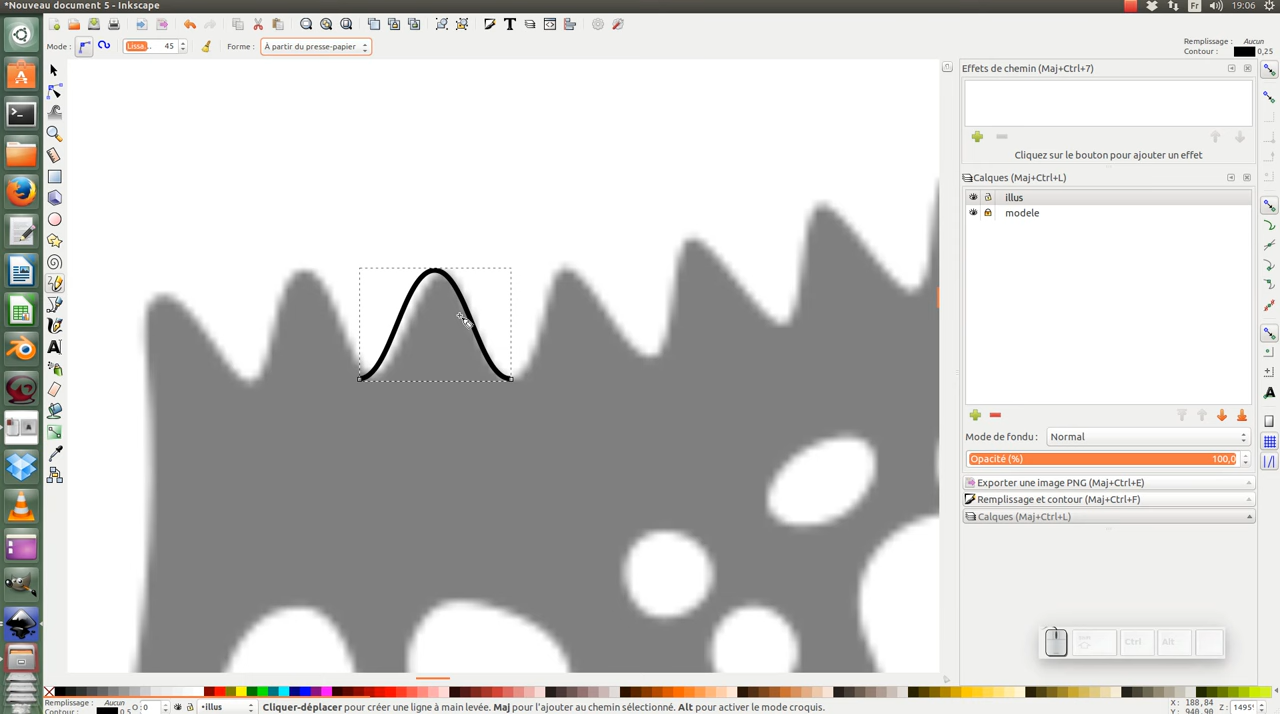 *Nouveau document 5 - Inkscape
Fr 19:06
Mode : Lissa... 45 Forme : À partir du presse-papier
Remplissage : Aucun
Contour : 0,25
Effets de chemin (Maj+Ctrl+7)
Cliquez sur le bouton pour ajouter un effet
Calques (Maj+Ctrl+L)
illus
modele
Mode de fondu : Normal
Opacité (%) 100,0
Exporter une image PNG (Maj+Ctrl+E)
Remplissage et contour (Maj+Ctrl+F)
Calques (Maj+Ctrl+L)
Ctrl Alt
Remplissage : Aucun
Contour : 0,5
O: 0
•illus
Cliquer-déplacer pour créer une ligne à main levée. Maj pour l'ajouter au chemin sélectionné. Alt pour activer le mode croquis.
X: 188,84
Y: 940,90
Z: 1495%